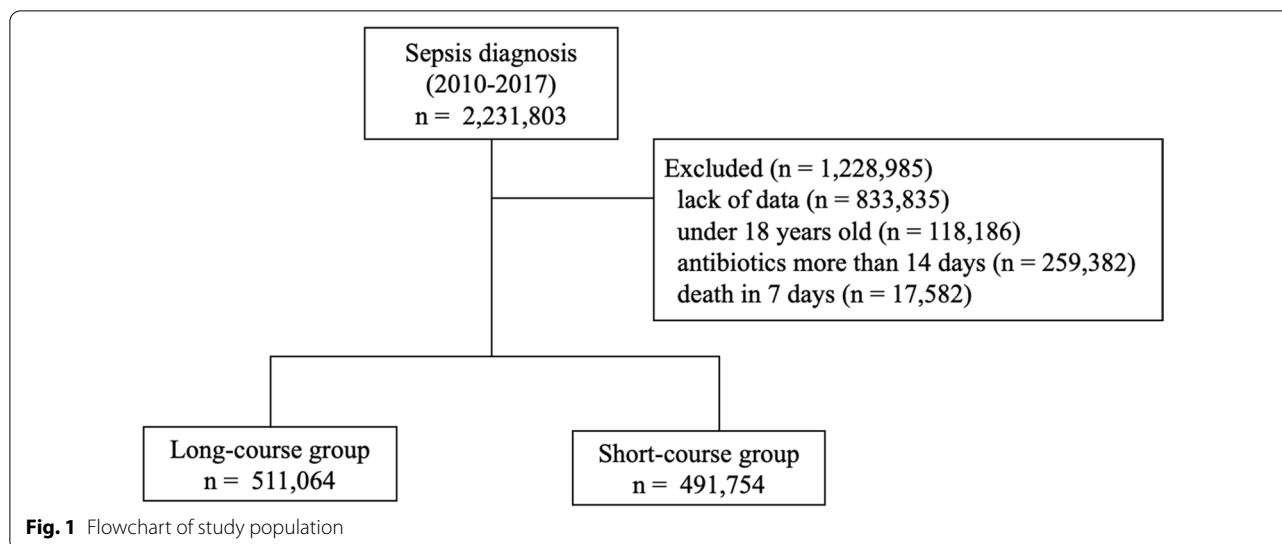 Sepsis diagnosis
(2010-2017)
n = 2,231,803
Excluded (n = 1,228,985)
lack of data (n = 833,835)
under 18 years old (n = 118,186)
antibiotics more than 14 days (n = 259,382)
death in 7 days (n = 17,582)
Long-course group
n = 511,064
Short-course group
n = 491,754
Fig. 1 Flowchart of study population